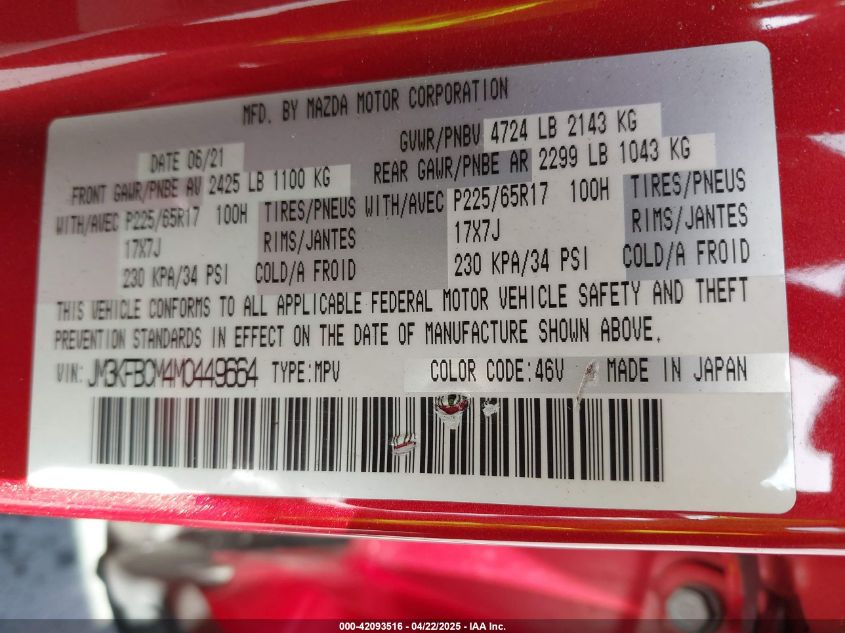 MFD. BY MAZDA MOTOR CORPORATION
DATE 06/21 GVWR/PNBV 4724 LB 2143 KG
FRONT GAWR/PNBE AV 2425 LB 1100 KG REAR GAWR/PNBE AR 2299 LB 1043 KG
WITH/AVEC P225/65R17 100H TIRES/PNEUS WITH/AVEC P225/65R17 100H TIRES/PNEUS
17X7J RIMS/JANTES 17X7J RIMS/JANTES
230 KPA/34 PSI COLD/A FROID 230 KPA/34 PSI COLD/A FROID
THIS VEHICLE CONFORMS TO ALL APPLICABLE FEDERAL MOTOR VEHICLE SAFETY AND THEFT
PREVENTION STANDARDS IN EFFECT ON THE DATE OF MANUFACTURE SHOWN ABOVE.
VIN: JM3KFBCM4M0449664 TYPE:MPV COLOR CODE:46V MADE IN JAPAN
000-42093516 - 04/22/2025 - IAA Inc.